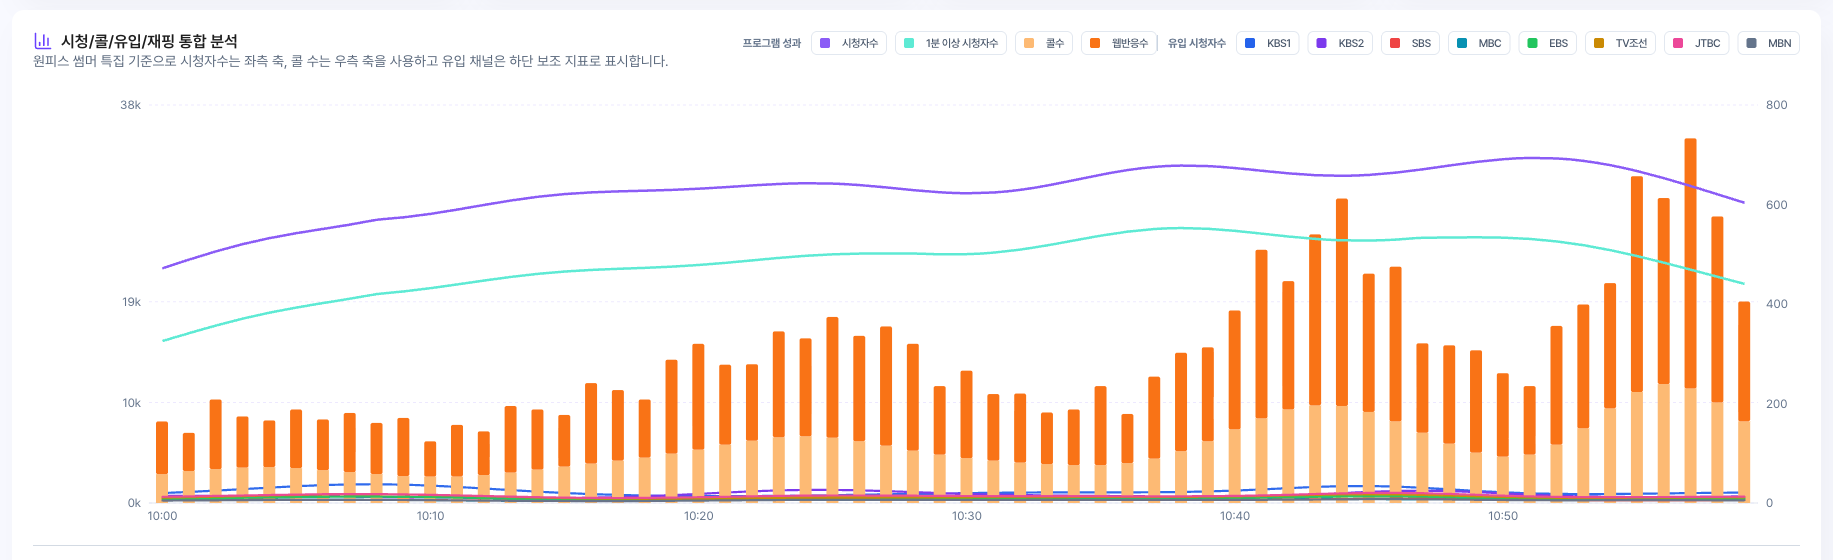 시청/콜/유입/재핑 통합 분석
원피스 썸머 특집 기준으로 시청자수는 좌측 축, 콜 수는 우측 축을 사용하고 유입 채널은 하단 보조 지표로 표시합니다.
프로그램 성과 시청자수 1분 이상 시청자수 콜수 웹반응수 유입 시청자수 KBS1 KBS2 SBS MBC EBS TV조선 JTBC MBN
38k 800
600
19k 400
10k 200
0k 0
10:00 10:10 10:20 10:30 10:40 10:50